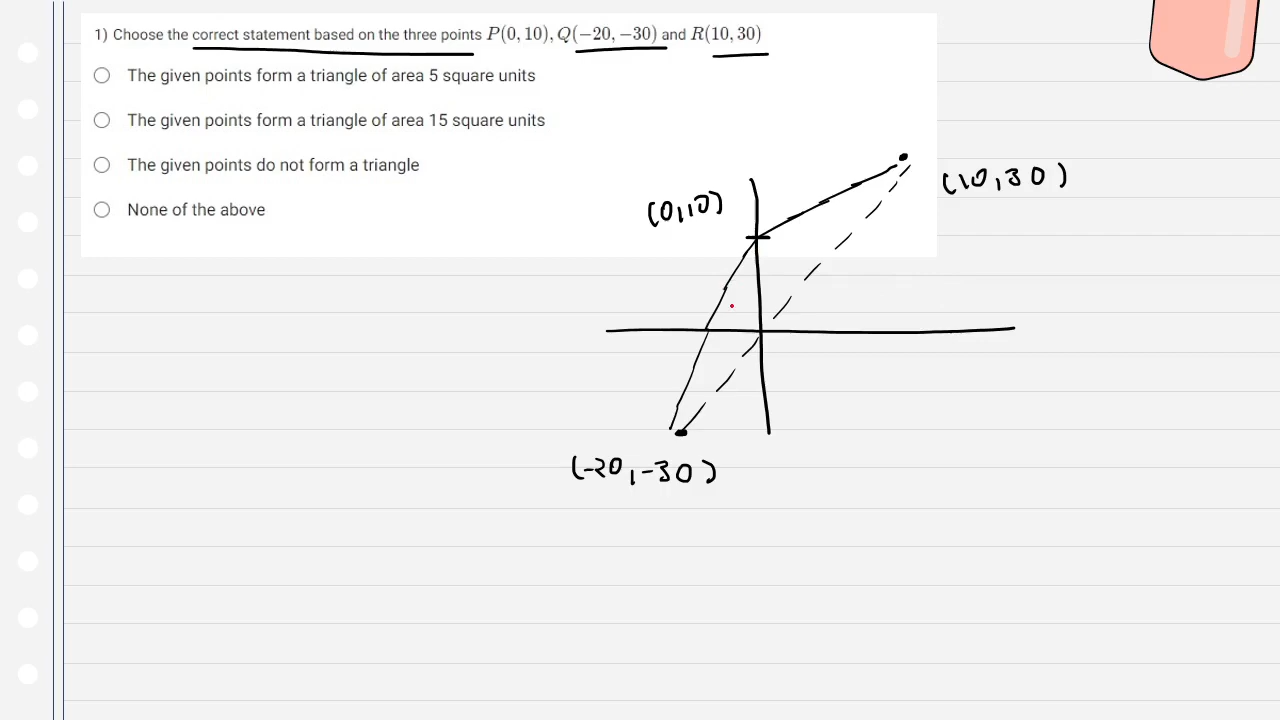 1) Choose the correct statement based on the three points P(0, 10), Q(−20, −30) and R(10, 30)
The given points form a triangle of area 5 square units
The given points form a triangle of area 15 square units
The given points do not form a triangle
None of the above
(10,30)
(0,10)
(-20,-30)